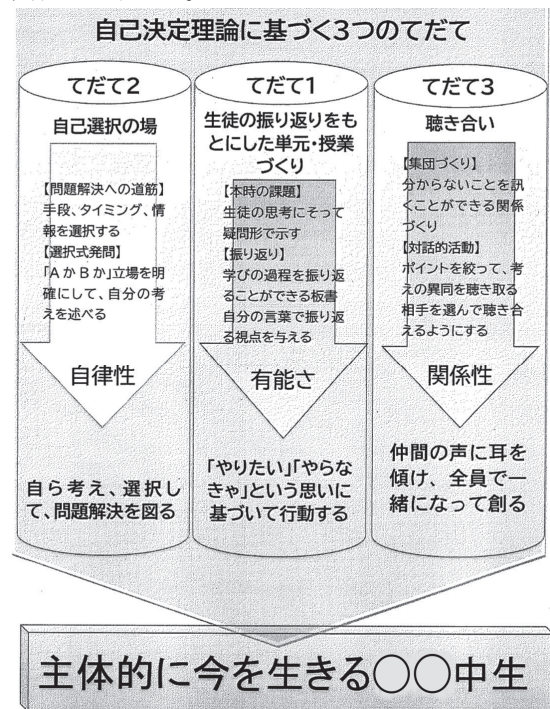 自己決定理論に基づく3つのてだて
てだて2
自己選択の場
【問題解決への道筋】
手段、タイミング、情
報を選択する
【選択式発問】
「AかBか」立場を明
確にして、自分の考
えを述べる
自律性
自ら考え、選択し
て、問題解決を図る
てだて1
生徒の振り返りをも
とにした単元・授業
づくり
【本時の課題】
生徒の思考にそって
疑問形で示す
【振り返り】
学びの過程を振り返
ることができる板書
自分の言葉で振り返
る視点を与える
有能さ
「やりたい」「やらな
きゃ」という思いに
基づいて行動する
てだて3
聴き合い
【集団づくり】
分からないことを訊
くことができる関係
づくり
【対話的活動】
ポイントを絞って、考
えの異同を聴き取る
相手を選んで聴き合
えるようにする
関係性
仲間の声に耳を
傾け、全員で一
緒になって創る
主体的に今を生きる○○中生